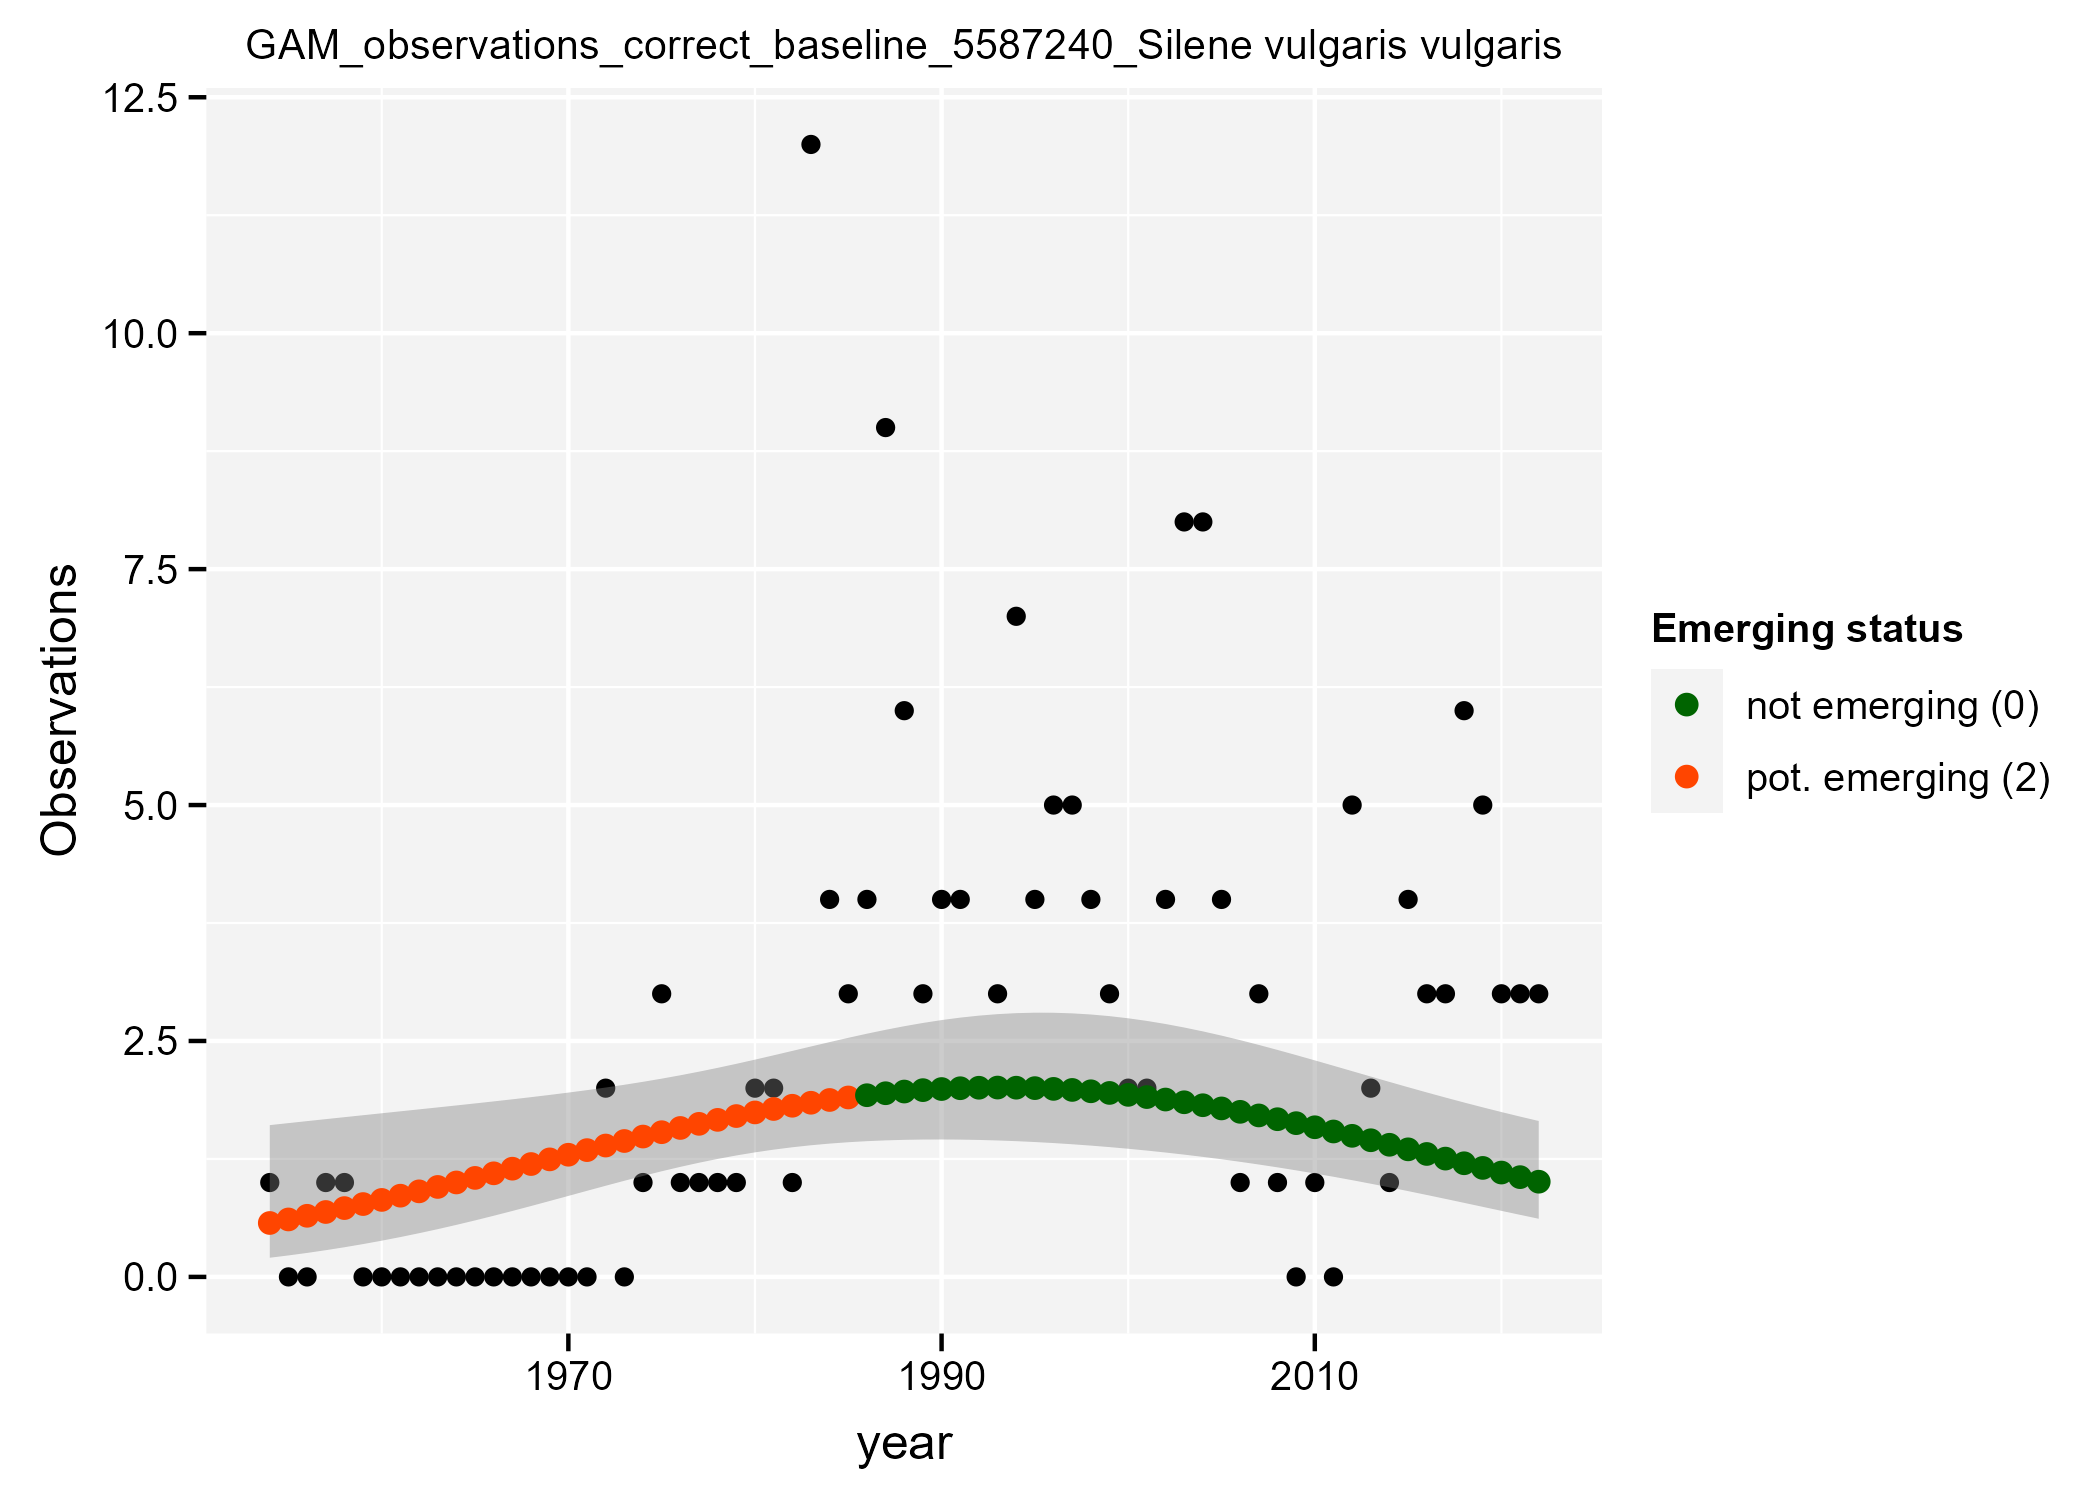 GAM_observations_correct_baseline_5587240_Silene vulgaris vulgaris
12.5
10.0
7.5
5.0
2.5
0.0
Observations
1970
1990
2010
year
Emerging status
not emerging (0)
pot. emerging (2)